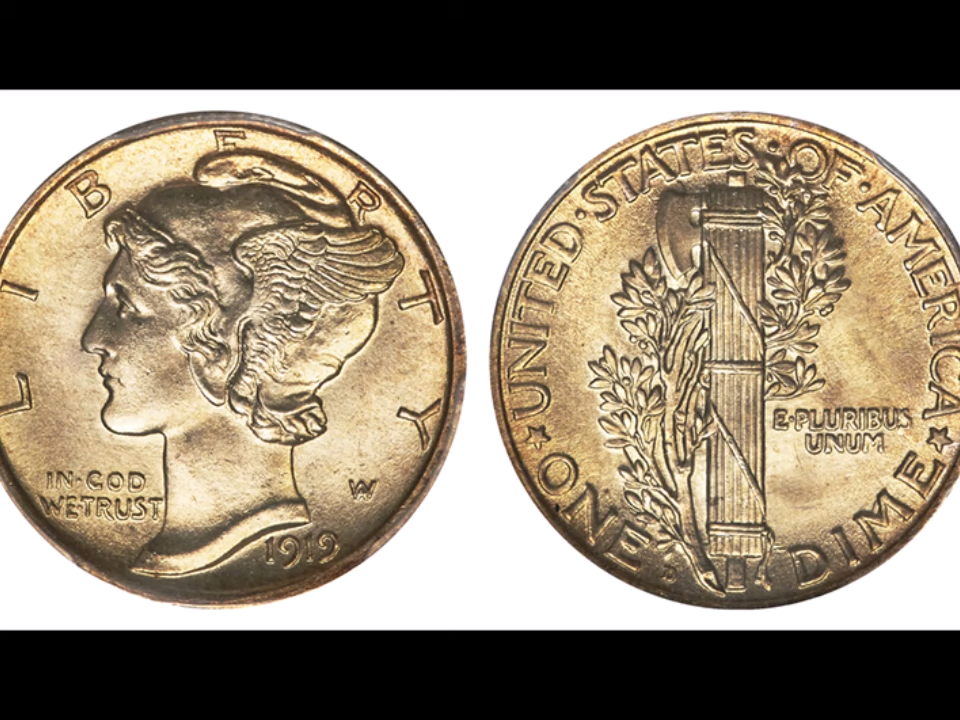 LIBERTY
IN·GOD
WE·TRUST
W
1919
UNITED·STATES·OF·AMERICA
E·PLURIBUS
UNUM
ONE DIME
D